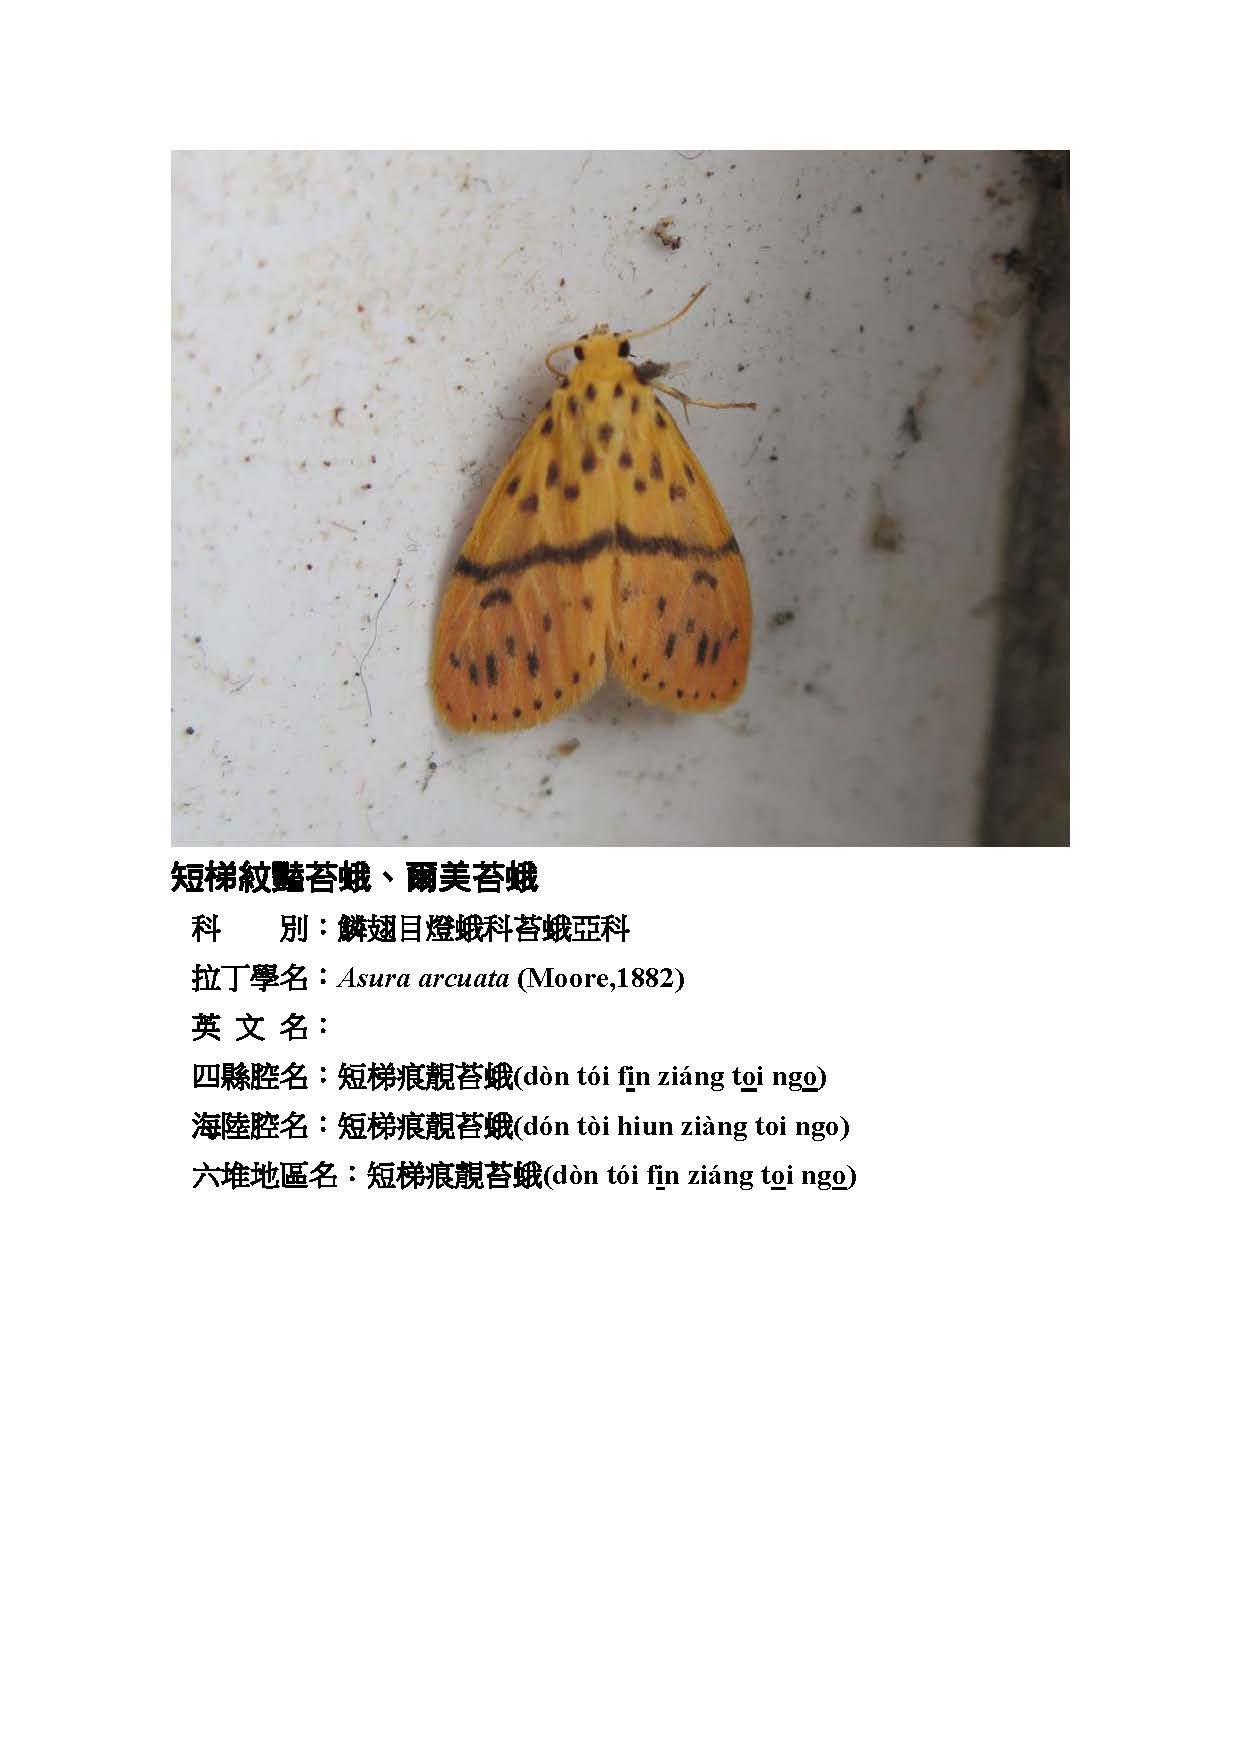 短梯紋豔苔蛾、爾美苔蛾
科　　別：鱗翅目燈蛾科苔蛾亞科
拉丁學名：Asura arcuata (Moore,1882)
英 文 名：
四縣腔名：短梯痕靚苔蛾(dòn tói fin ziáng toi ngo)
海陸腔名：短梯痕靚苔蛾(dón tòi hiun ziàng toi ngo)
六堆地區名：短梯痕靚苔蛾(dòn tói fin ziáng toi ngo)